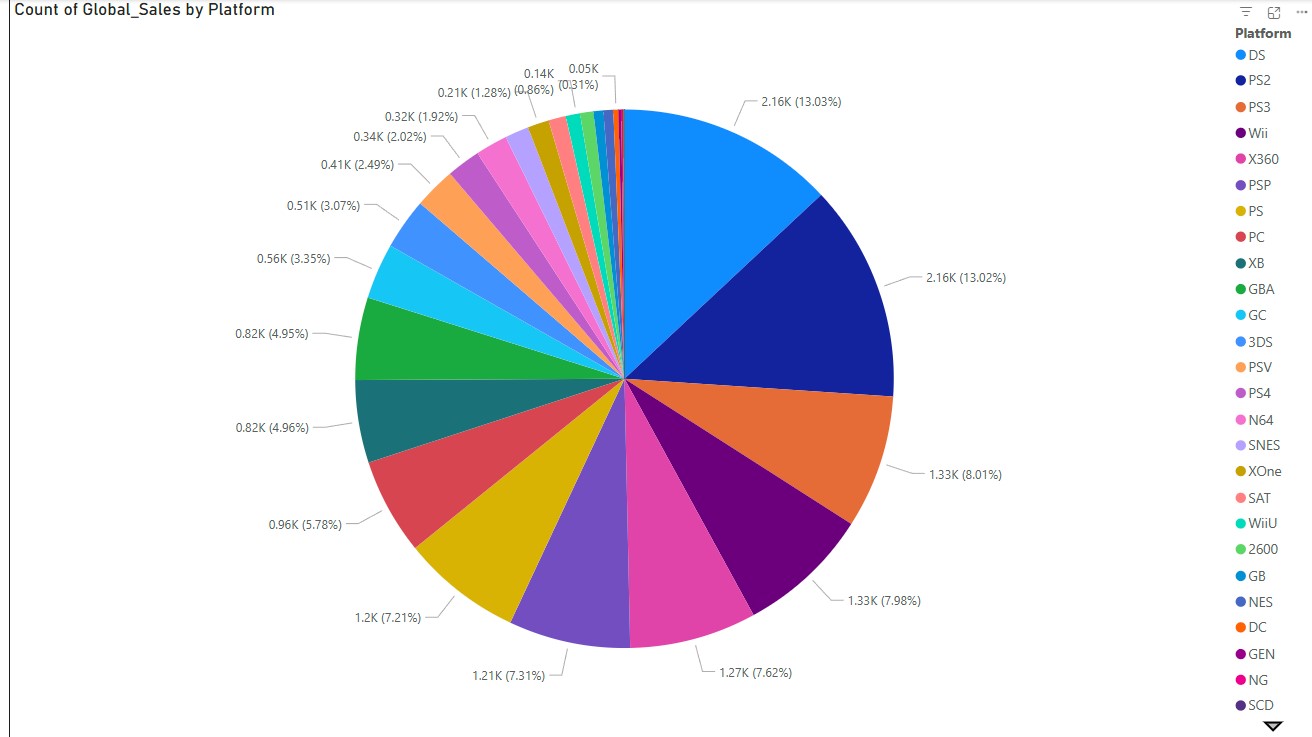 Count of Global_Sales by Platform
Platform
DS
PS2
PS3
Wii
X360
PSP
PS
PC
XB
GBA
GC
3DS
PSV
PS4
N64
SNES
XOne
SAT
WiiU
2600
GB
NES
DC
GEN
NG
SCD
2.16K (13.03%)
2.16K (13.02%)
1.33K (8.01%)
1.33K (7.98%)
1.27K (7.62%)
1.21K (7.31%)
1.2K (7.21%)
0.96K (5.78%)
0.82K (4.96%)
0.82K (4.95%)
0.56K (3.35%)
0.51K (3.07%)
0.41K (2.49%)
0.34K (2.02%)
0.32K (1.92%)
0.21K (1.28%)
0.14K
(0.86%)
0.05K
(0.31%)